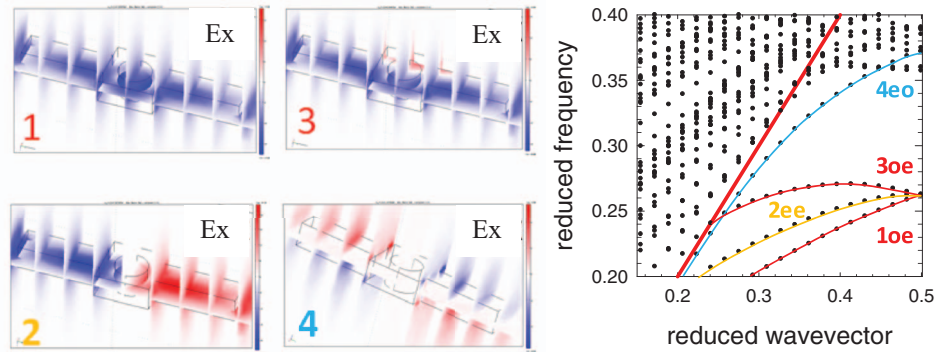 Ex
1
Ex
3
Ex
2
Ex
4
reduced frequency
0.40
0.35
0.30
0.25
0.20
4eo
3oe
2ee
1oe
0.2
0.3
0.4
0.5
reduced wavevector